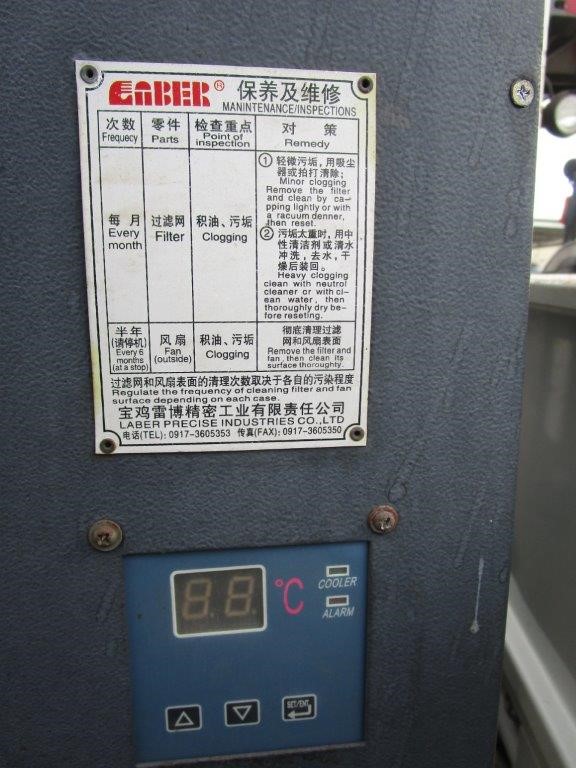 LABER® 保养及维修
MANINTENANCE/INSPECTIONS
次数 零件 检查重点 对 策
Frequecy Parts Point of inspection Remedy
① 轻微污垢，用吸尘
器或拍打清除；
Minor clogging
Remove the filter
and clean by ca-
pping lightly or with
a racuum denner,
then reset.
每 月 过滤网 积油、污垢
Every month Filter Clogging
② 污垢太重时，用中
性清洁剂或清水
冲洗，去水，干
燥后装回。
Heavy clogging
clean with neutrol
cleaner or with cl-
ean water, then
thoroughly dry be-
fore reseting.
半年 (请停机) 风 扇 积油、污垢 彻底清理过滤
网和风扇表面
Every 6 months (at a stop) Fan (outside) Clogging Remove the filter and
fan, then clean its
surface thoroughly.
过滤网和风扇表面的清理次数取决于各自的污染程度
Regulate the frequency of cleaning filter and fan
surface depending on each case.
宝鸡雷博精密工业有限责任公司
LABER PRECISE INDUSTRIES CO.,LTD
电话(TEL): 0917-3605353 传真(FAX): 0917-3605350
°C
COOLER
ALARM
SET/ENT